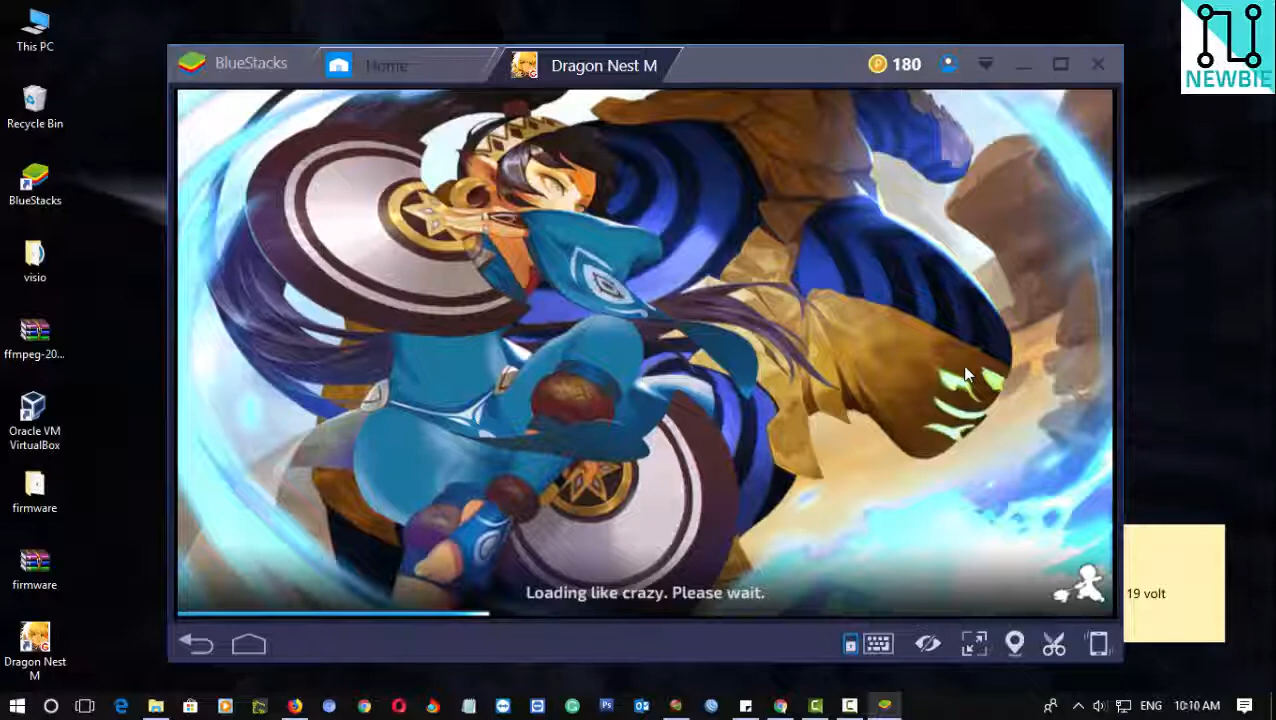 This PC
Recycle Bin
BlueStacks
visio
ffmpeg-20...
Oracle VM
VirtualBox
firmware
firmware
Dragon Nest
M
BlueStacks
Home
Dragon Nest M
P 180
NEWBIE
Loading like crazy. Please wait.
19 volt
ENG
10:10 AM